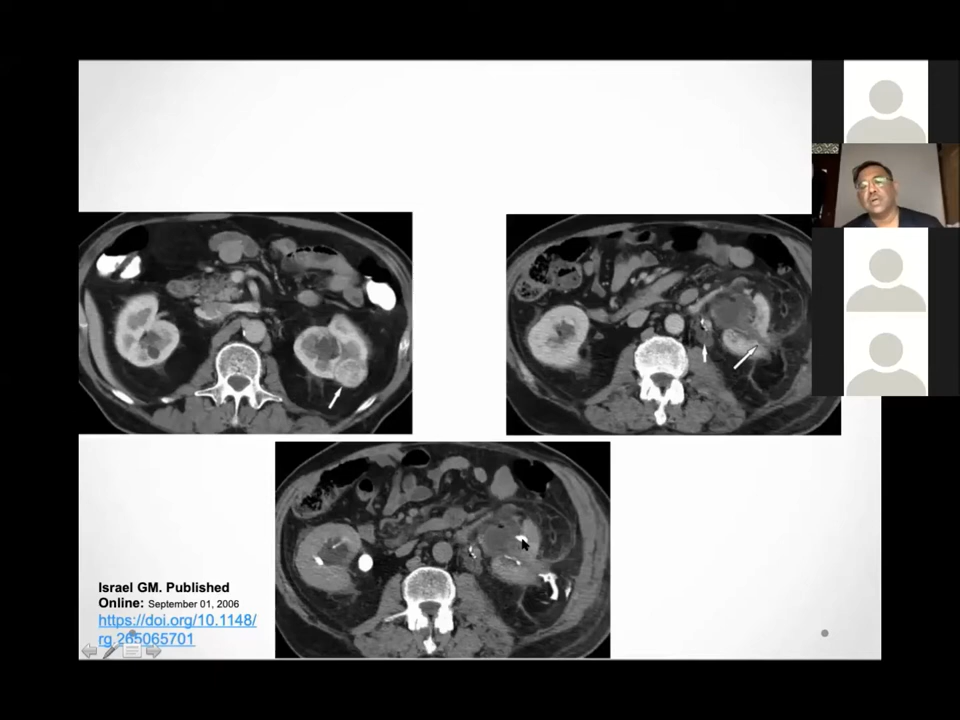 Israel GM. Published
Online: September 01, 2006
https://doi.org/10.1148/
rg.265065701